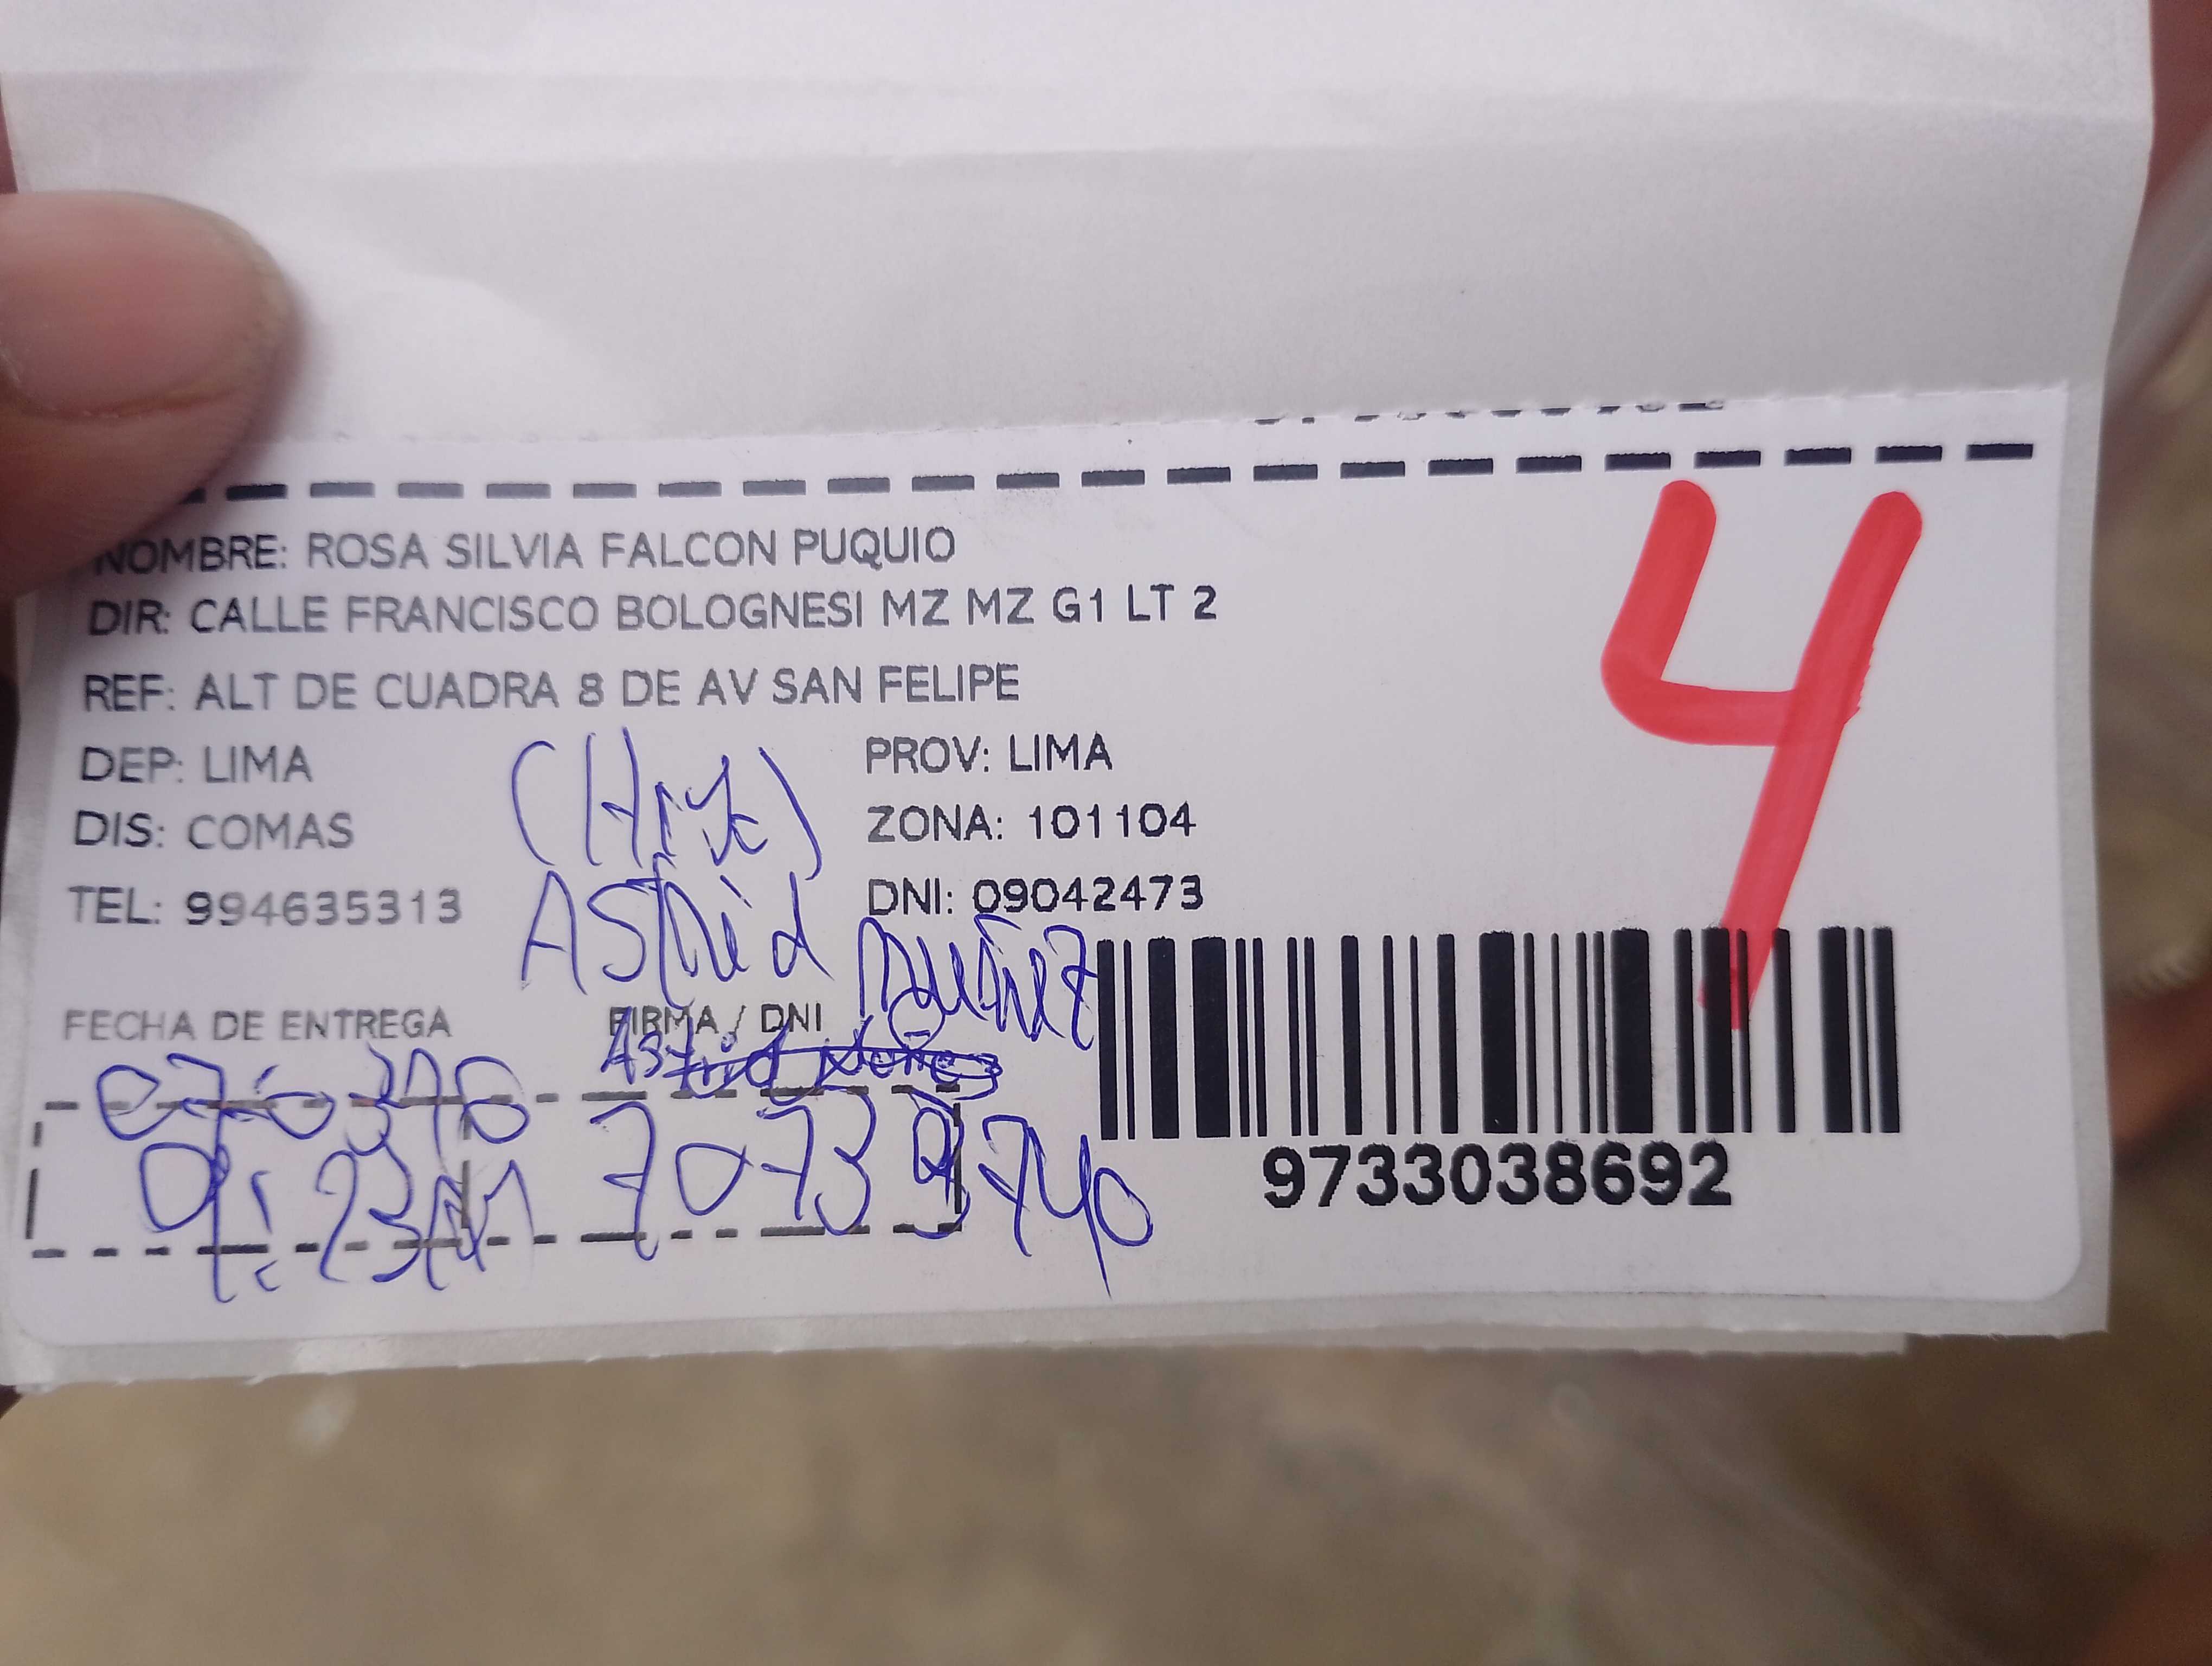 NOMBRE: ROSA SILVIA FALCON PUQUIO
DIR: CALLE FRANCISCO BOLOGNESI MZ MZ G1 LT 2
REF: ALT DE CUADRA 8 DE AV SAN FELIPE
DEP: LIMA
PROV: LIMA
DIS: COMAS
ZONA: 101104
TEL: 994635313
DNI: 09042473
Astrid Muñez
FECHA DE ENTREGA
FIRMA / DNI
4
9733038692